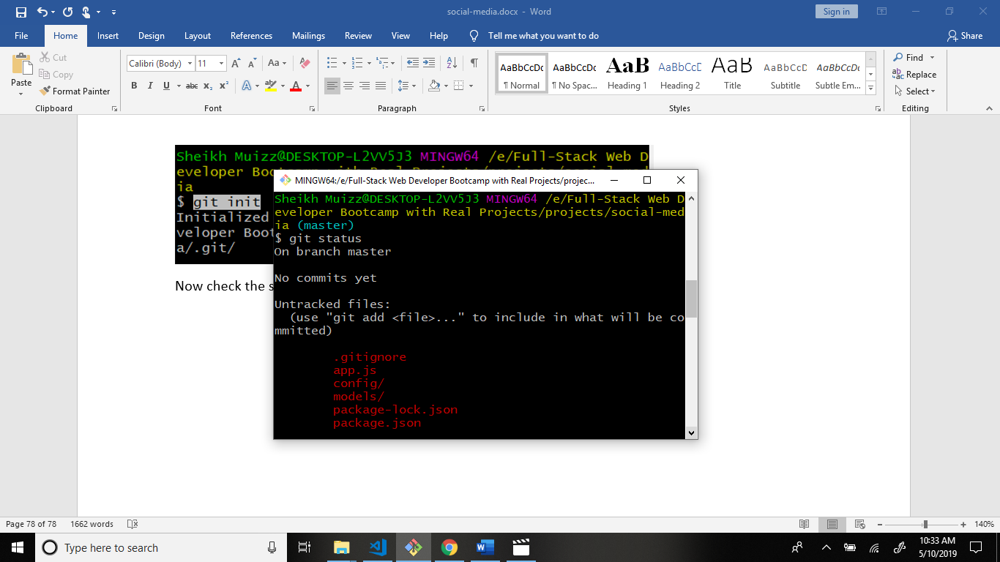 social-media.docx - Word
Sign in
File Home Insert Design Layout References Mailings Review View Help Tell me what you want to do Share
Paste
Cut
Copy
Format Painter
Clipboard
Calibri (Body) 11
Font
Paragraph
AaBbCcDc AaBbCcDc AaBb AaBbCcD AaB AaBbCcD AaBbCcDc
¶ Normal ¶ No Spac... Heading 1 Heading 2 Title Subtitle Subtle Em...
Styles
Find
Replace
Select
Editing
Sheikh Muizz@DESKTOP-L2VV5J3 MINGW64 /e/Full-Stack Web D
eveloper
ia
$ git init
Initialized
veloper
a/.git/
Now check the
MINGW64:/e/Full-Stack Web Developer Bootcamp with Real Projects/projec...
Sheikh Muizz@DESKTOP-L2VV5J3 MINGW64 /e/Full-Stack Web D
eveloper Bootcamp with Real Projects/projects/social-med
ia (master)
$ git status
On branch master
No commits yet
Untracked files:
(use "git add <file>..." to include in what will be co
mmitted)
.gitignore
app.js
config/
models/
package-lock.json
package.json
Page 78 of 78 1662 words
140%
Type here to search
10:33 AM
5/10/2019